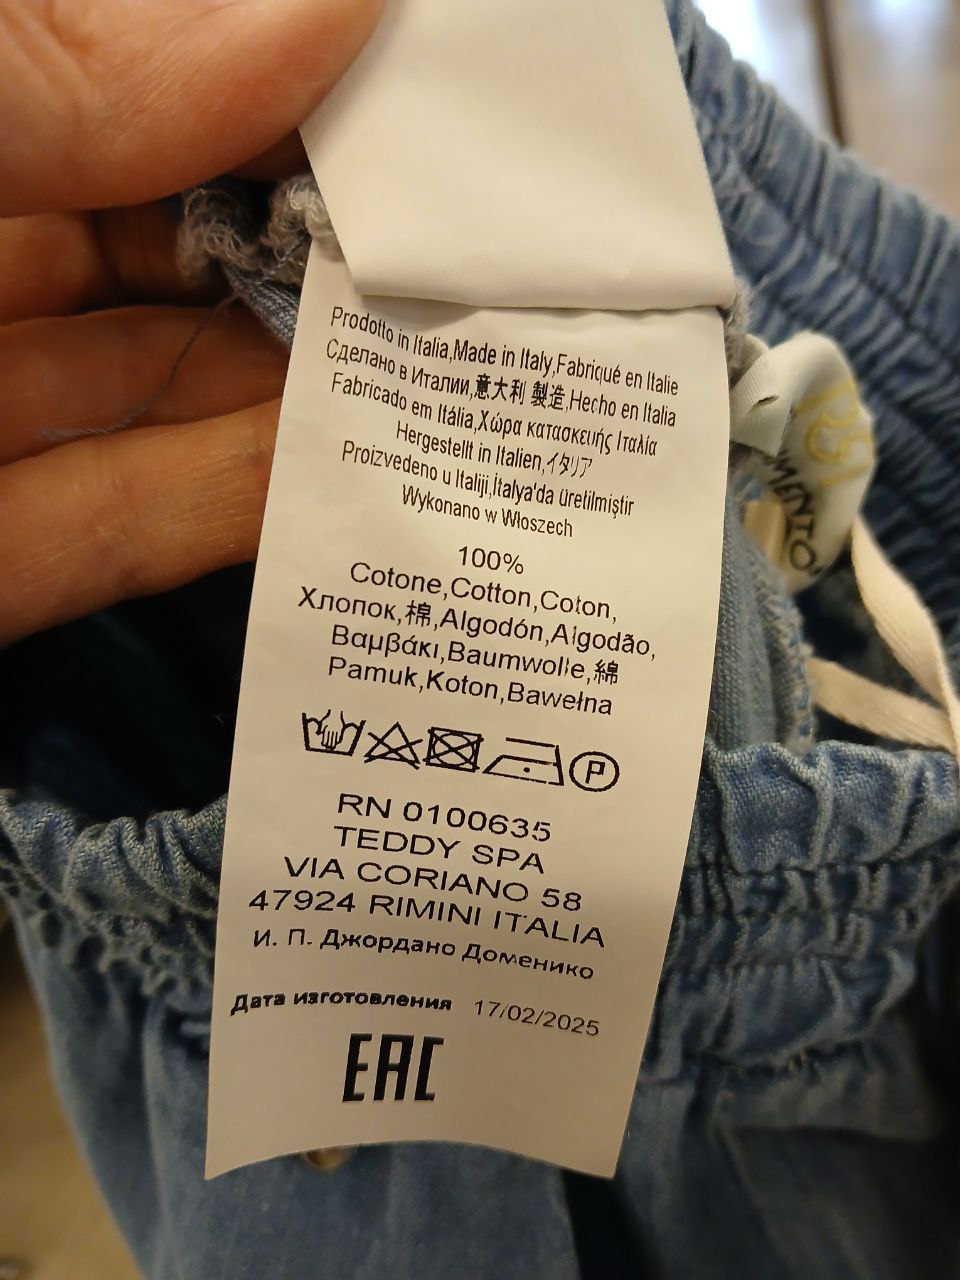 Prodotto in Italia,Made in Italy,Fabriqué en Italie
Сделано в Италии,意大利 製造,Hecho en Italia
Fabricado em Itália,Χώρα κατασκευής Ιταλία
Hergestellt in Italien,イタリア
Proizvedeno u Italiji,İtalya'da üretilmiştir
Wykonano w Włoszech
100%
Cotone,Cotton,Coton,
Хлопок,棉,Algodón,Algodão,
Βαμβάκι,Baumwolle,綿
Pamuk,Koton,Bawełna
P
RN 0100635
TEDDY SPA
VIA CORIANO 58
47924 RIMINI ITALIA
И. П. Джордано Доменико
Дата изготовления 17/02/2025
EAC